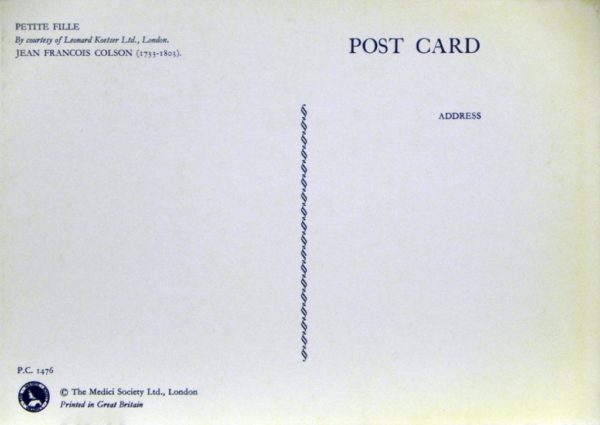 PETITE FILLE
By courtesy of Leonard Koetser Ltd., London.
JEAN FRANCOIS COLSON (1733-1803).
POST CARD
ADDRESS
P.C. 1476
© The Medici Society Ltd., London
Printed in Great Britain